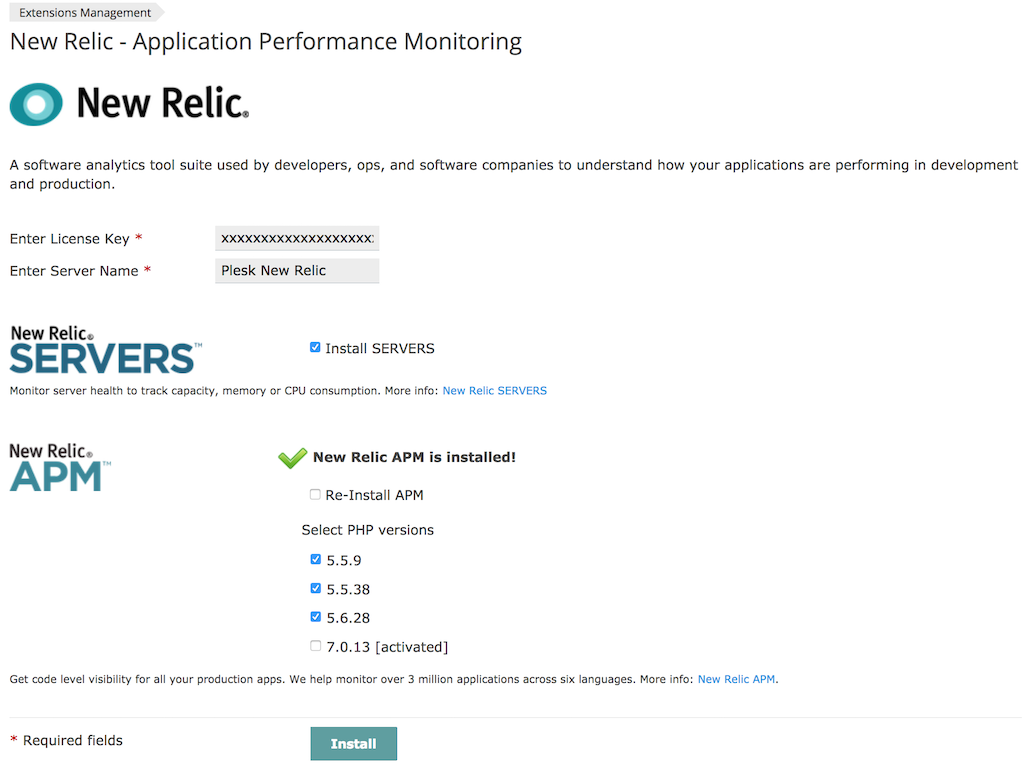 Extensions Management
New Relic - Application Performance Monitoring
New Relic®
A software analytics tool suite used by developers, ops, and software companies to understand how your applications are performing in development
and production.
Enter License Key *
xxxxxxxxxxxxxxxxxxx
Enter Server Name *
Plesk New Relic
New Relic®
SERVERS™
Install SERVERS
Monitor server health to track capacity, memory or CPU consumption. More info: New Relic SERVERS
New Relic®
APM™
New Relic APM is installed!
Re-Install APM
Select PHP versions
5.5.9
5.5.38
5.6.28
7.0.13 [activated]
Get code level visibility for all your production apps. We help monitor over 3 million applications across six languages. More info: New Relic APM.
* Required fields
Install